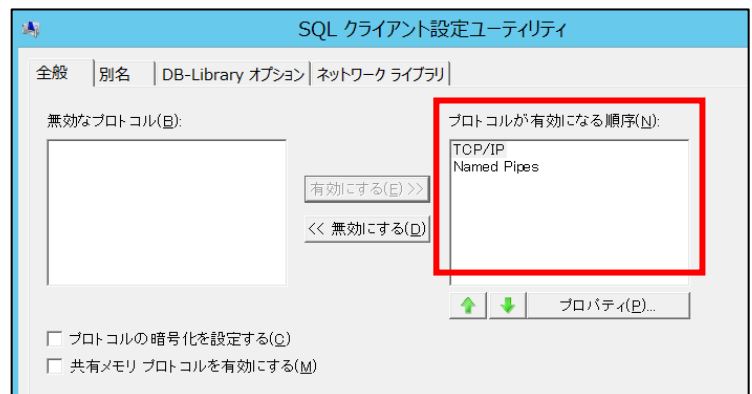 SQL クライアント設定ユーティリティ
全般 別名 DB-Library オプション ネットワーク ライブラリ
無効なプロトコル(B):
プロトコルが有効になる順序(N):
TCP/IP
Named Pipes
有効にする(E) >>
<< 無効にする(D)
プロパティ(P)...
プロトコルの暗号化を設定する(C)
共有メモリ プロトコルを有効にする(M)